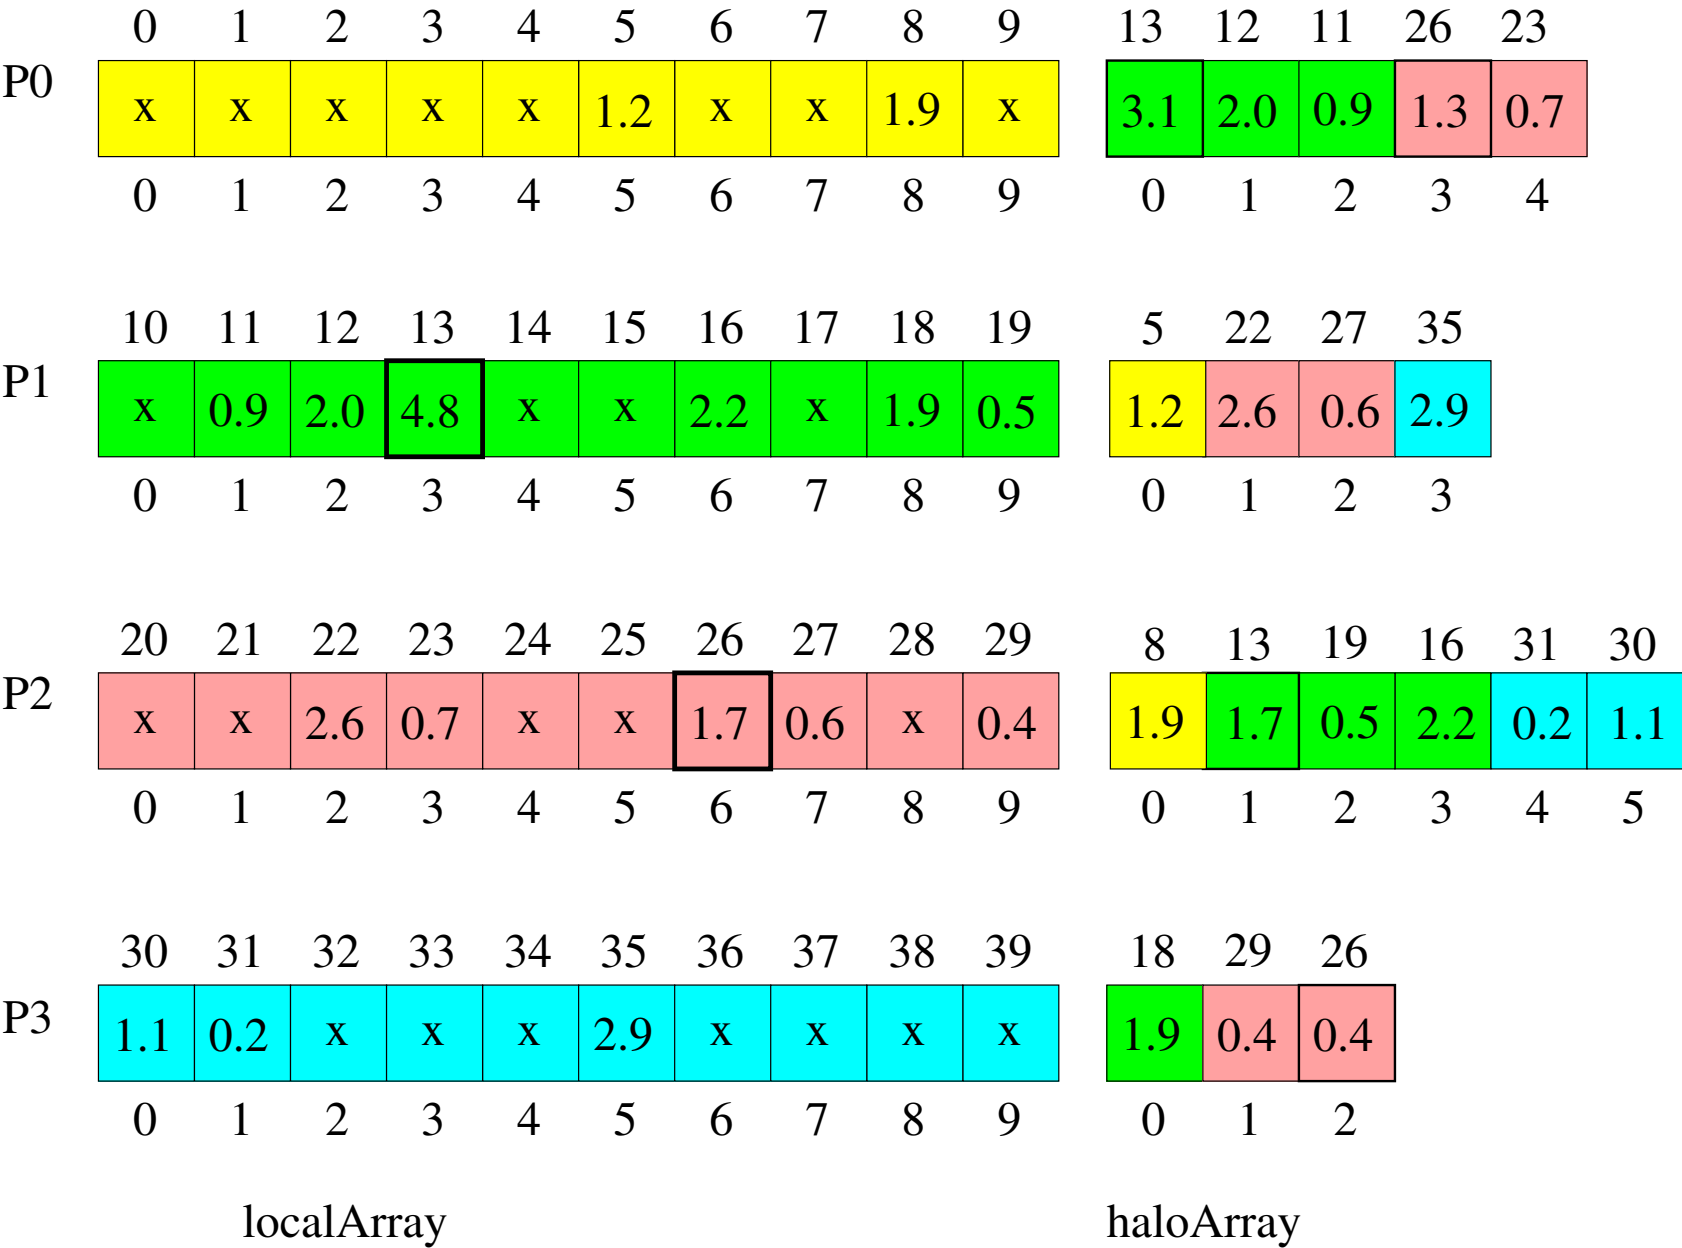 0 1 2 3 4 5 6 7 8 9 13 12 11 26 23
P0 x x x x x 1.2 x x 1.9 x 3.1 2.0 0.9 1.3 0.7
0 1 2 3 4 5 6 7 8 9 0 1 2 3 4
10 11 12 13 14 15 16 17 18 19 5 22 27 35
P1 x 0.9 2.0 4.8 x x 2.2 x 1.9 0.5 1.2 2.6 0.6 2.9
0 1 2 3 4 5 6 7 8 9 0 1 2 3
20 21 22 23 24 25 26 27 28 29 8 13 19 16 31 30
P2 x x 2.6 0.7 x x 1.7 0.6 x 0.4 1.9 1.7 0.5 2.2 0.2 1.1
0 1 2 3 4 5 6 7 8 9 0 1 2 3 4 5
30 31 32 33 34 35 36 37 38 39 18 29 26
P3 1.1 0.2 x x x 2.9 x x x x 1.9 0.4 0.4
0 1 2 3 4 5 6 7 8 9 0 1 2
localArray haloArray